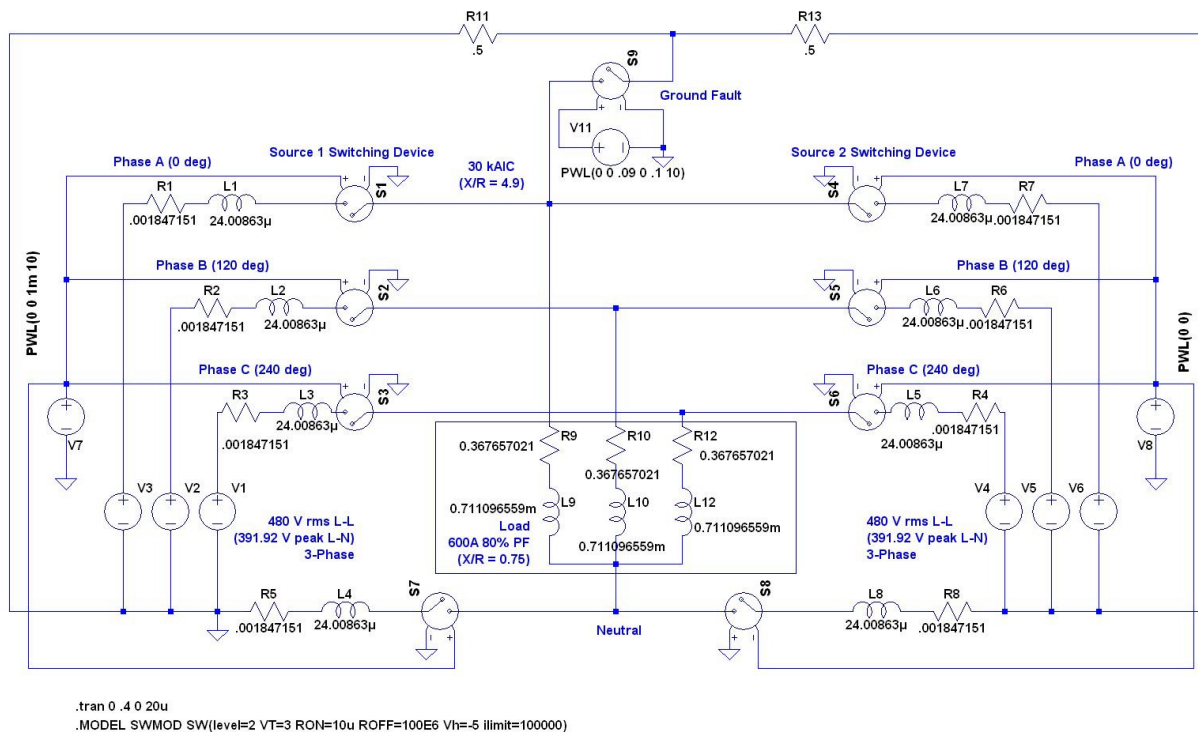 R11
.5
R13
.5
S9
Ground Fault
V11
PWL(0 0 .09 0 .1 10)
Phase A (0 deg)
Source 1 Switching Device
30 kAIC
(X/R = 4.9)
Source 2 Switching Device
Phase A (0 deg)
R1
.001847151
L1
24.00863µ
S1
S4
L7
24.00863µ
R7
.001847151
Phase B (120 deg)
R2
.001847151
L2
24.00863µ
S2
S5
Phase B (120 deg)
L6
24.00863µ
R6
.001847151
PWL(0 0 1m 10)
PWL(0 0)
Phase C (240 deg)
R3
.001847151
L3
24.00863µ
S3
S6
Phase C (240 deg)
L5
24.00863µ
R4
.001847151
V7
V8
R9
0.367657021
R10
0.367657021
R12
0.367657021
L9
0.711096559m
L10
0.711096559m
L12
0.711096559m
Load
600A 80% PF
(X/R = 0.75)
V3
V2
V1
480 V rms L-L
(391.92 V peak L-N)
3-Phase
V4
V5
V6
480 V rms L-L
(391.92 V peak L-N)
3-Phase
R5
.001847151
L4
24.00863µ
S7
Neutral
S8
L8
24.00863µ
R8
.001847151
.tran 0 .4 0 20u
.MODEL SWMOD SW(level=2 VT=3 RON=10u ROFF=100E6 Vh=-5 ilimit=100000)